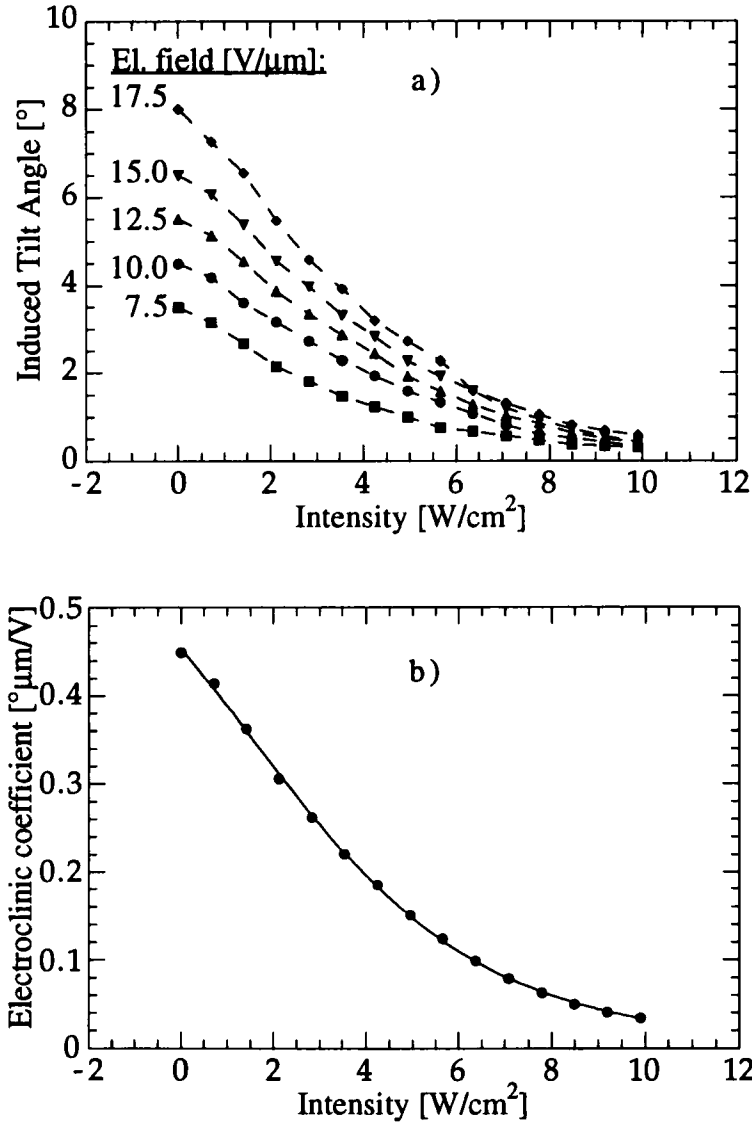 10
El. field [V/μm]:
a)
17.5
8
15.0
6
12.5
10.0
4
7.5
2
0
-2 0 2 4 6 8 10 12
Induced Tilt Angle [°]
Intensity [W/cm²]
0.5
b)
0.4
0.3
0.2
0.1
0
-2 0 2 4 6 8 10 12
Electroclinic coefficient [°μm/V]
Intensity [W/cm²]